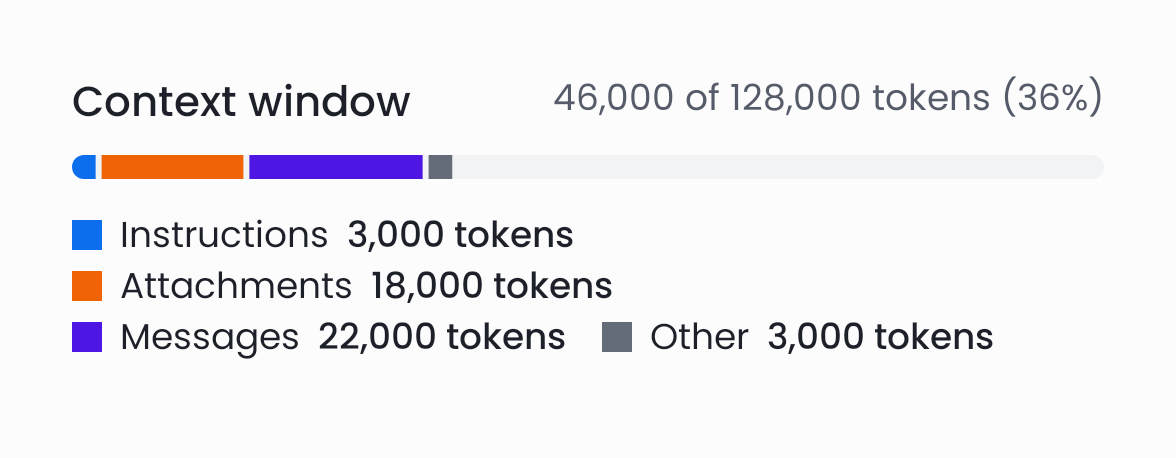 Context window 46,000 of 128,000 tokens (36%)
Instructions 3,000 tokens
Attachments 18,000 tokens
Messages 22,000 tokens Other 3,000 tokens